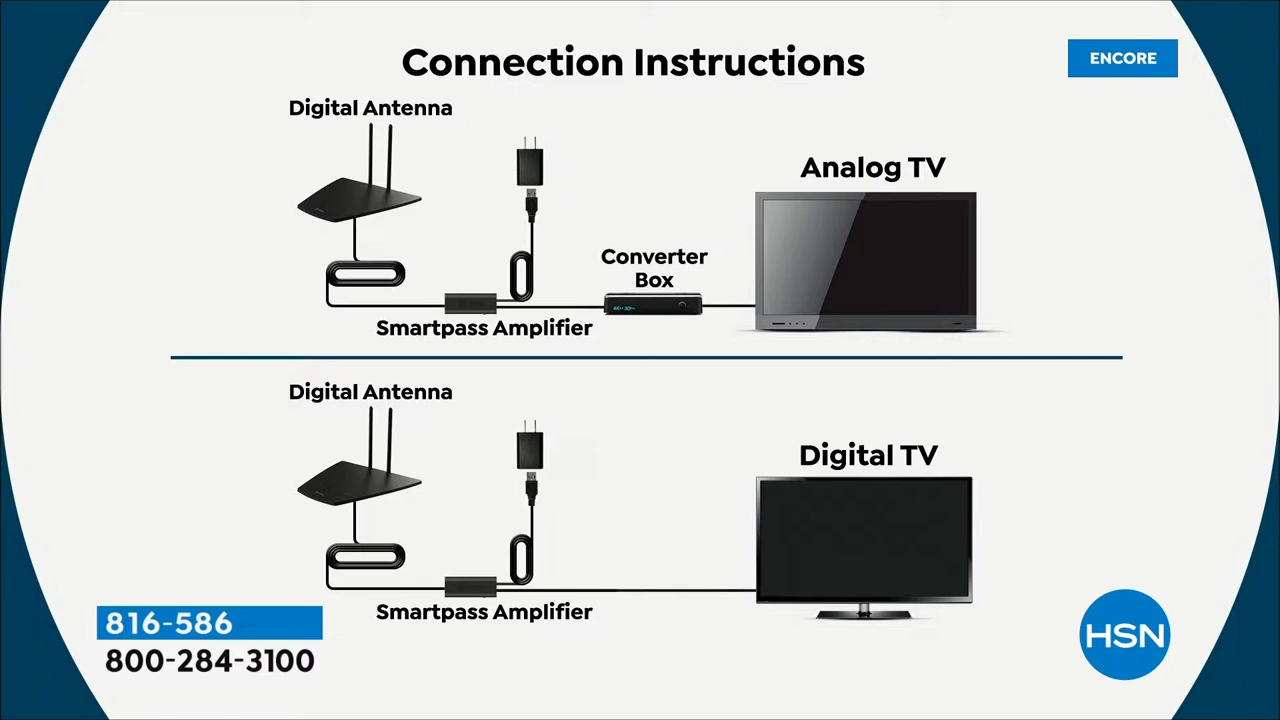 Connection Instructions
ENCORE
Digital Antenna
Analog TV
Converter
Box
Smartpass Amplifier
Digital Antenna
Digital TV
Smartpass Amplifier
816-586
800-284-3100
HSN